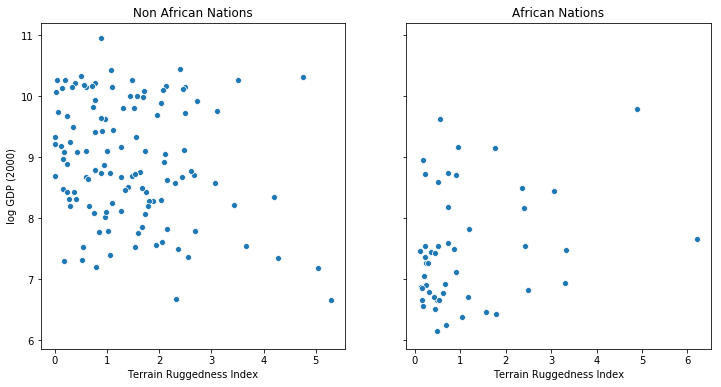 Non African Nations
African Nations
log GDP (2000)
11
10
9
8
7
6
0 1 2 3 4 5
0 1 2 3 4 5 6
Terrain Ruggedness Index
Terrain Ruggedness Index